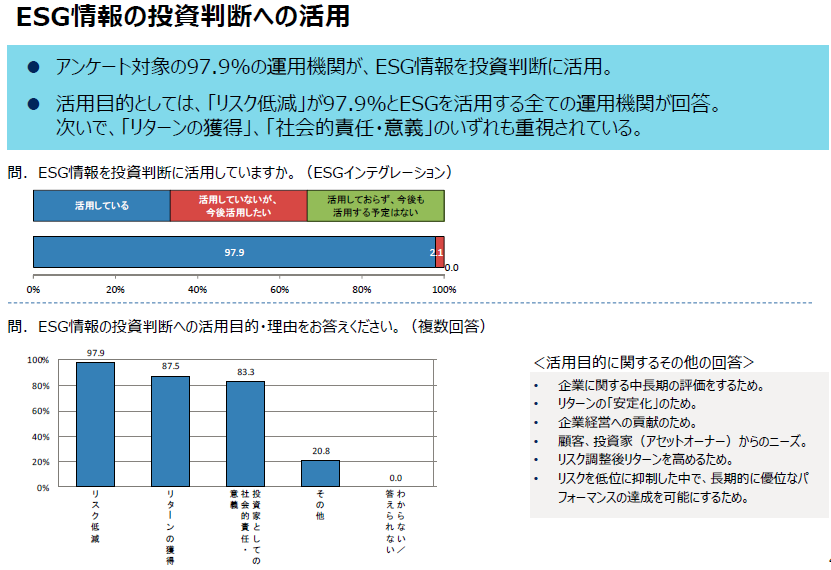 ESG情報の投資判断への活用
● アンケート対象の97.9%の運用機関が、ESG情報を投資判断に活用。
● 活用目的としては、「リスク低減」が97.9%とESGを活用する全ての運用機関が回答。
次いで、「リターンの獲得」、「社会的責任・意義」のいずれも重視されている。
問．ESG情報を投資判断に活用していますか。（ESGインテグレーション）
活用している
活用していないが、
今後活用したい
活用しておらず、今後も
活用する予定はない
97.9
2.1
0.0
0% 20% 40% 60% 80% 100%
問．ESG情報の投資判断への活用目的・理由をお答えください。（複数回答）
100%
80%
60%
40%
20%
0%
97.9
87.5
83.3
20.8
0.0
リスク低減
リターンの獲得
投資家としての
社会的責任・
意義
その他
わからない／
答えられない
＜活用目的に関するその他の回答＞
• 企業に関する中長期の評価をするため。
• リターンの「安定化」のため。
• 企業経営への貢献のため。
• 顧客、投資家（アセットオーナー）からのニーズ。
• リスク調整後リターンを高めるため。
• リスクを低位に抑制した中で、長期的に優位なパ
フォーマンスの達成を可能にするため。